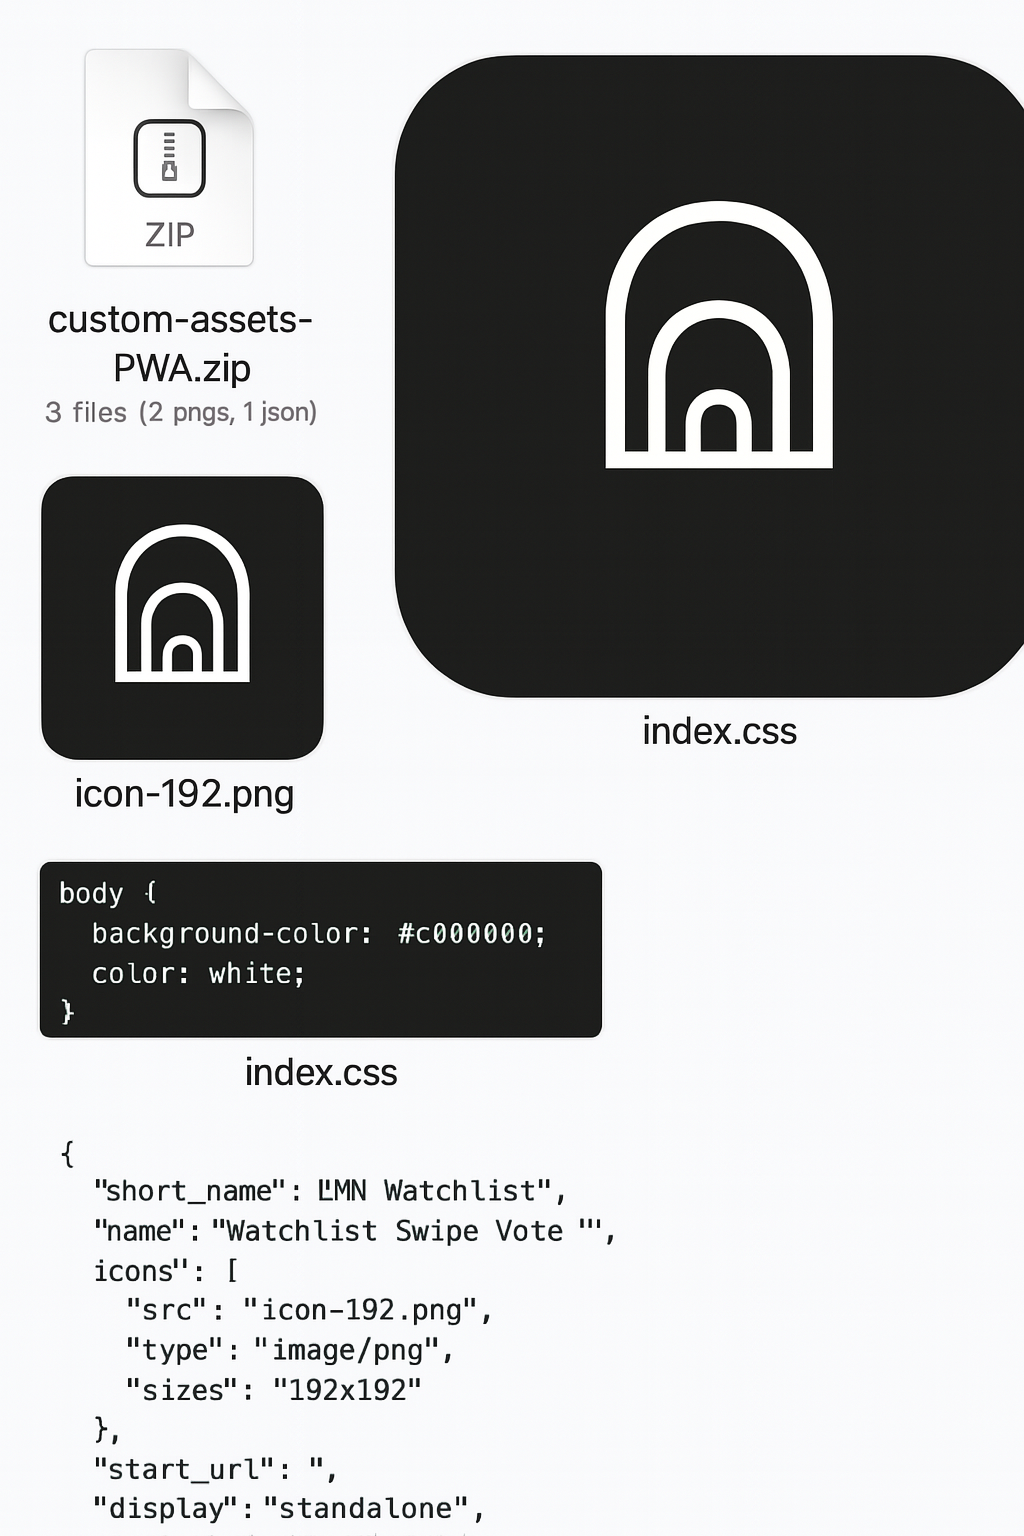 ZIP
custom-assets-
PWA.zip
3 files (2 pngs, 1 json)
index.css
icon-192.png
body {
background-color: #c000000;
color: white;
}
index.css
{
"short_name": "LMN Watchlist",
"name": "Watchlist Swipe Vote "',
icons": [
"src": "icon-192.png",
"type": "image/png",
"sizes": "192x192"
},
"start_url": ",
"display": "standalone",